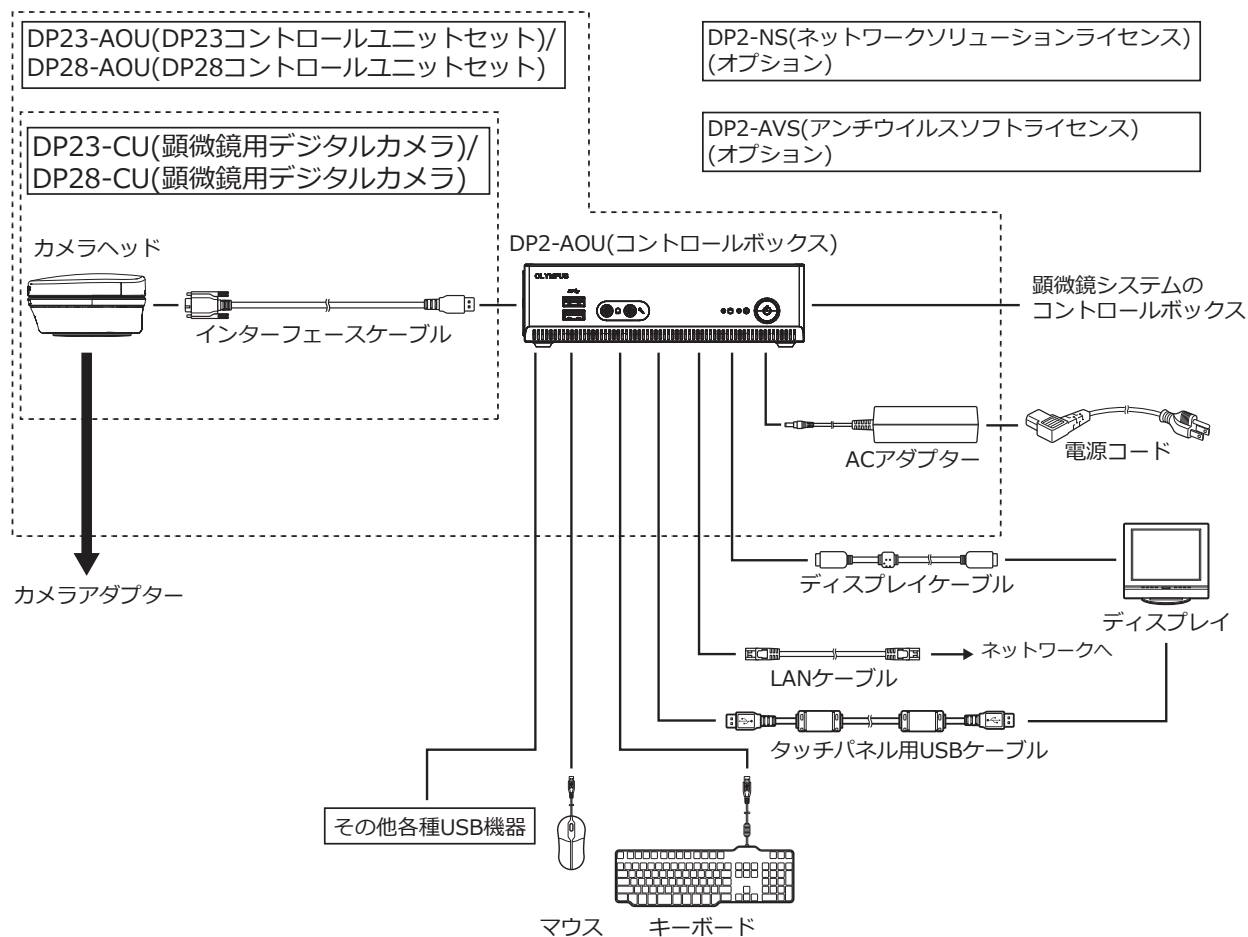 DP23-AOU(DP23コントロールユニットセット)/
DP28-AOU(DP28コントロールユニットセット)
DP2-NS(ネットワークソリューションライセンス)
(オプション)
DP2-AVS(アンチウイルスソフトライセンス)
(オプション)
DP23-CU(顕微鏡用デジタルカメラ)/
DP28-CU(顕微鏡用デジタルカメラ)
カメラヘッド
DP2-AOU(コントロールボックス)
OLYMPUS
インターフェースケーブル
顕微鏡システムの
コントロールボックス
ACアダプター
電源コード
カメラアダプター
ディスプレイケーブル
ディスプレイ
ネットワークへ
LANケーブル
タッチパネル用USBケーブル
その他各種USB機器
マウス
キーボード